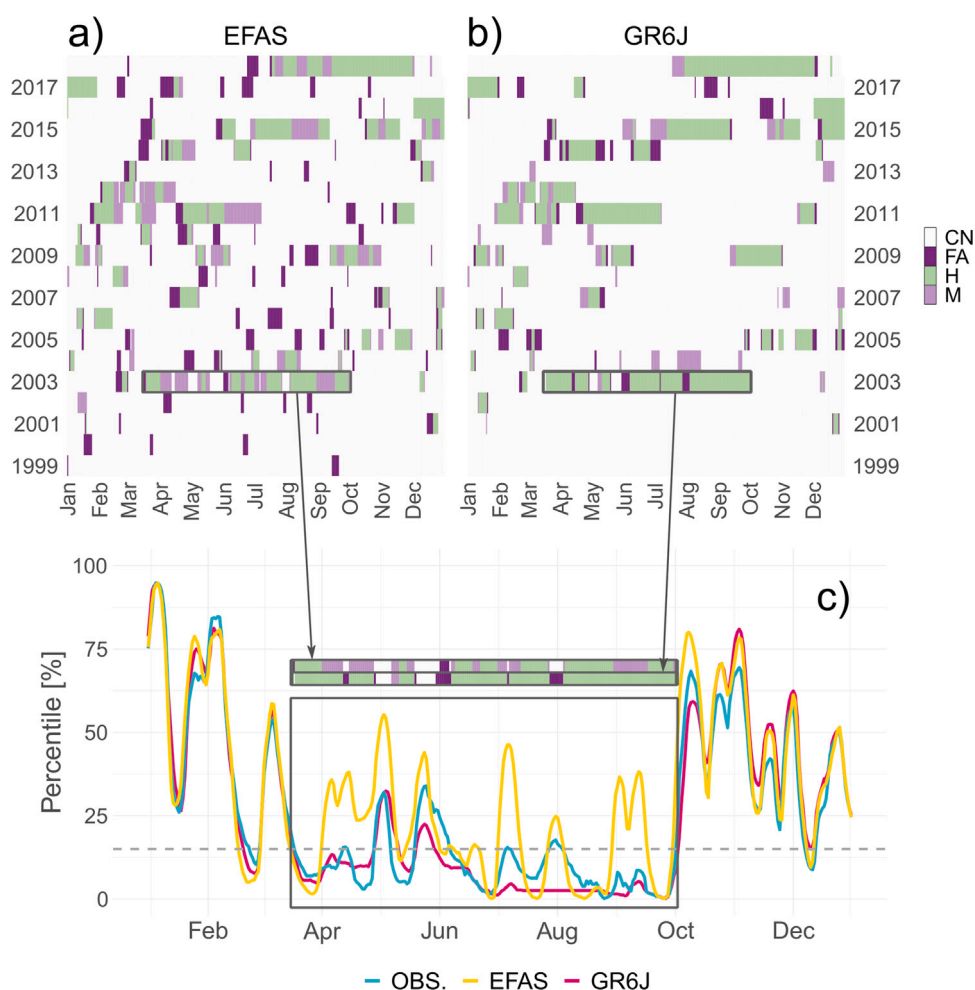 a)
EFAS
b)
GR6J
2017
2015
2013
2011
2009
2007
2005
2003
2001
1999
2017
2015
2013
2011
2009
2007
2005
2003
2001
1999
CN
FA
H
M
Jan Feb Mar Apr May Jun Jul Aug Sep Oct Nov Dec
Jan Feb Mar Apr May Jun Jul Aug Sep Oct Nov Dec
c)
Percentile [%]
100
75
50
25
0
Feb Apr Jun Aug Oct Dec
OBS. EFAS GR6J